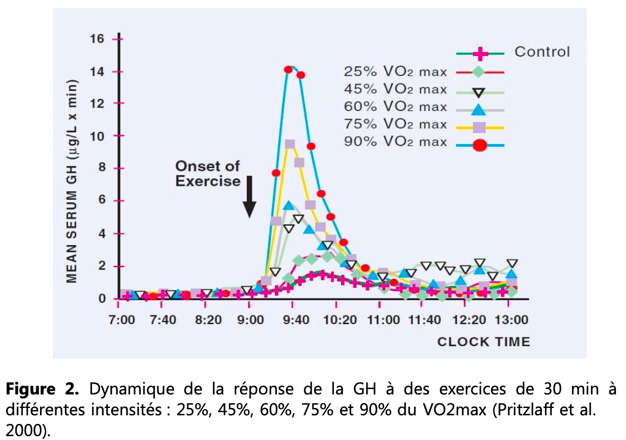 16
14
12
10
8
6
4
2
0
MEAN SERUM GH (µg/L x min)
Control
25% VO2 max
45% VO2 max
60% VO2 max
75% VO2 max
90% VO2 max
Onset of
Exercise
7:00 7:40 8:20 9:00 9:40 10:20 11:00 11:40 12:20 13:00
CLOCK TIME
Figure 2. Dynamique de la réponse de la GH à des exercices de 30 min à
différentes intensités : 25%, 45%, 60%, 75% et 90% du VO2max (Pritzlaff et al.
2000).